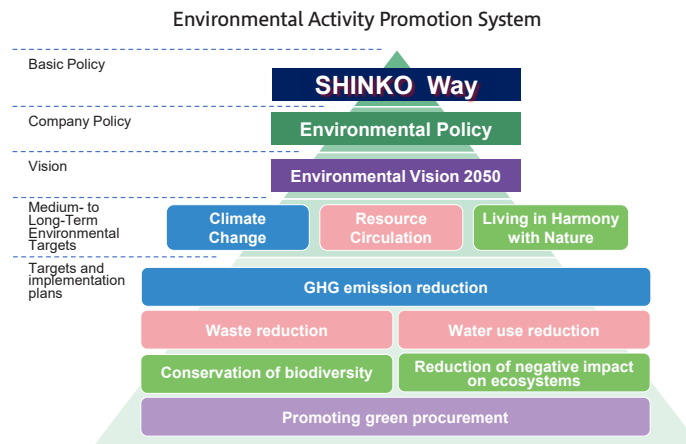 Environmental Activity Promotion System
Basic Policy
SHINKO Way
Company Policy
Environmental Policy
Vision
Environmental Vision 2050
Medium- to
Long-Term
Environmental
Targets
Climate
Change
Resource
Circulation
Living in Harmony
with Nature
Targets and
implementation
plans
GHG emission reduction
Waste reduction
Water use reduction
Conservation of biodiversity
Reduction of negative impact
on ecosystems
Promoting green procurement